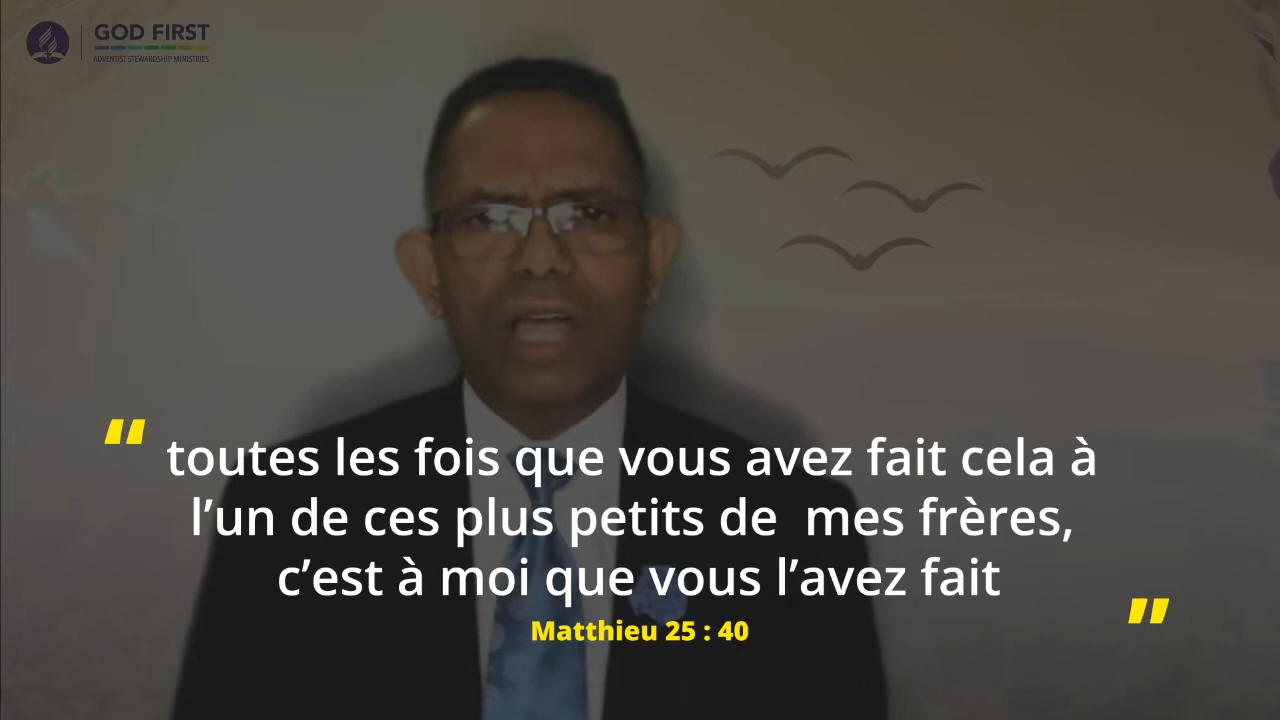 GOD FIRST
ADVENTIST STEWARDSHIP MINISTRIES
“ toutes les fois que vous avez fait cela à
l’un de ces plus petits de  mes frères,
c’est à moi que vous l’avez fait ”
Matthieu 25 : 40